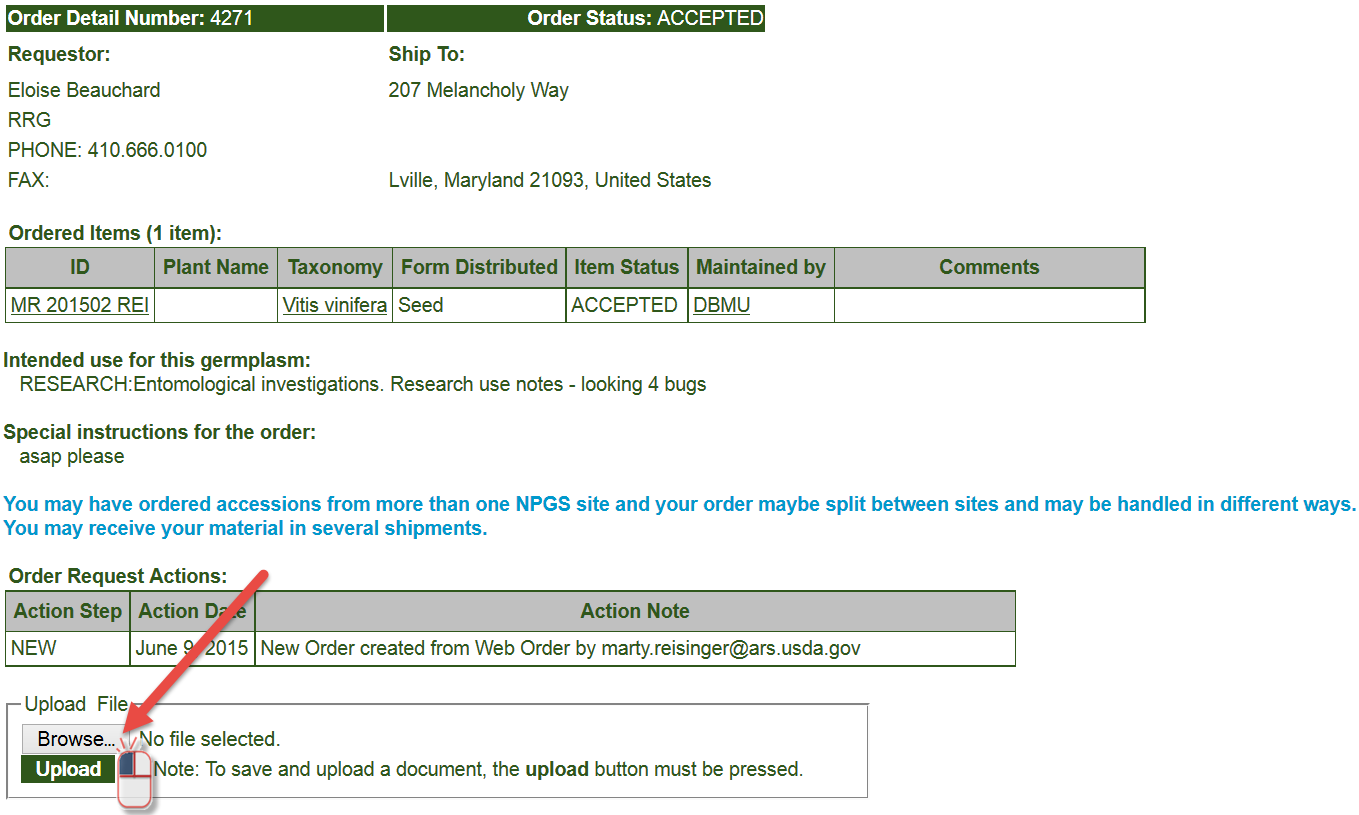 Order Detail Number: 4271 Order Status: ACCEPTED
Requestor: Ship To:
Eloise Beauchard 207 Melancholy Way
RRG
PHONE: 410.666.0100
FAX: Lville, Maryland 21093, United States
Ordered Items (1 item):
ID Plant Name Taxonomy Form Distributed Item Status Maintained by Comments
MR 201502 REI Vitis vinifera Seed ACCEPTED DBMU
Intended use for this germplasm:
RESEARCH:Entomological investigations. Research use notes - looking 4 bugs
Special instructions for the order:
asap please
You may have ordered accessions from more than one NPGS site and your order maybe split between sites and may be handled in different ways.
You may receive your material in several shipments.
Order Request Actions:
Action Step Action Date Action Note
NEW June 9, 2015 New Order created from Web Order by marty.reisinger@ars.usda.gov
Upload File
Browse... No file selected.
Upload Note: To save and upload a document, the upload button must be pressed.